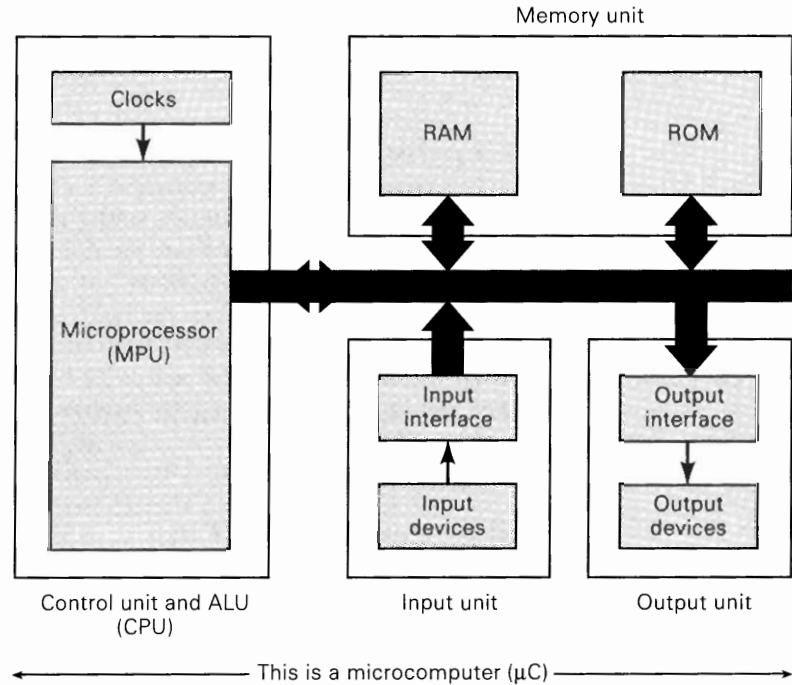 Memory unit
Clocks
RAM
ROM
Microprocessor
(MPU)
Input
interface
Output
interface
Input
devices
Output
devices
Control unit and ALU
(CPU)
Input unit
Output unit
This is a microcomputer (μC)